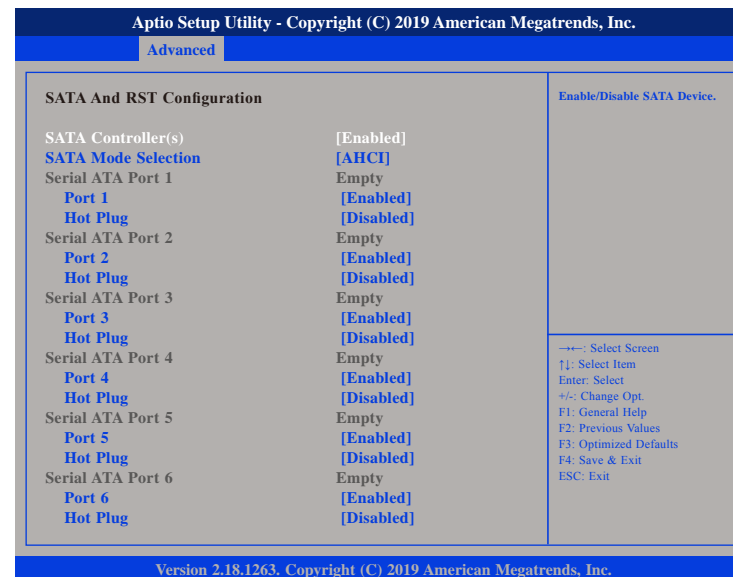 Aptio Setup Utility - Copyright (C) 2019 American Megatrends, Inc.
Advanced
SATA And RST Configuration
SATA Controller(s) [Enabled]
SATA Mode Selection [AHCI]
Serial ATA Port 1 Empty
Port 1 [Enabled]
Hot Plug [Disabled]
Serial ATA Port 2 Empty
Port 2 [Enabled]
Hot Plug [Disabled]
Serial ATA Port 3 Empty
Port 3 [Enabled]
Hot Plug [Disabled]
Serial ATA Port 4 Empty
Port 4 [Enabled]
Hot Plug [Disabled]
Serial ATA Port 5 Empty
Port 5 [Enabled]
Hot Plug [Disabled]
Serial ATA Port 6 Empty
Port 6 [Enabled]
Hot Plug [Disabled]
Enable/Disable SATA Device.
→←: Select Screen
↑↓: Select Item
Enter: Select
+/-: Change Opt.
F1: General Help
F2: Previous Values
F3: Optimized Defaults
F4: Save & Exit
ESC: Exit
Version 2.18.1263. Copyright (C) 2019 American Megatrends, Inc.